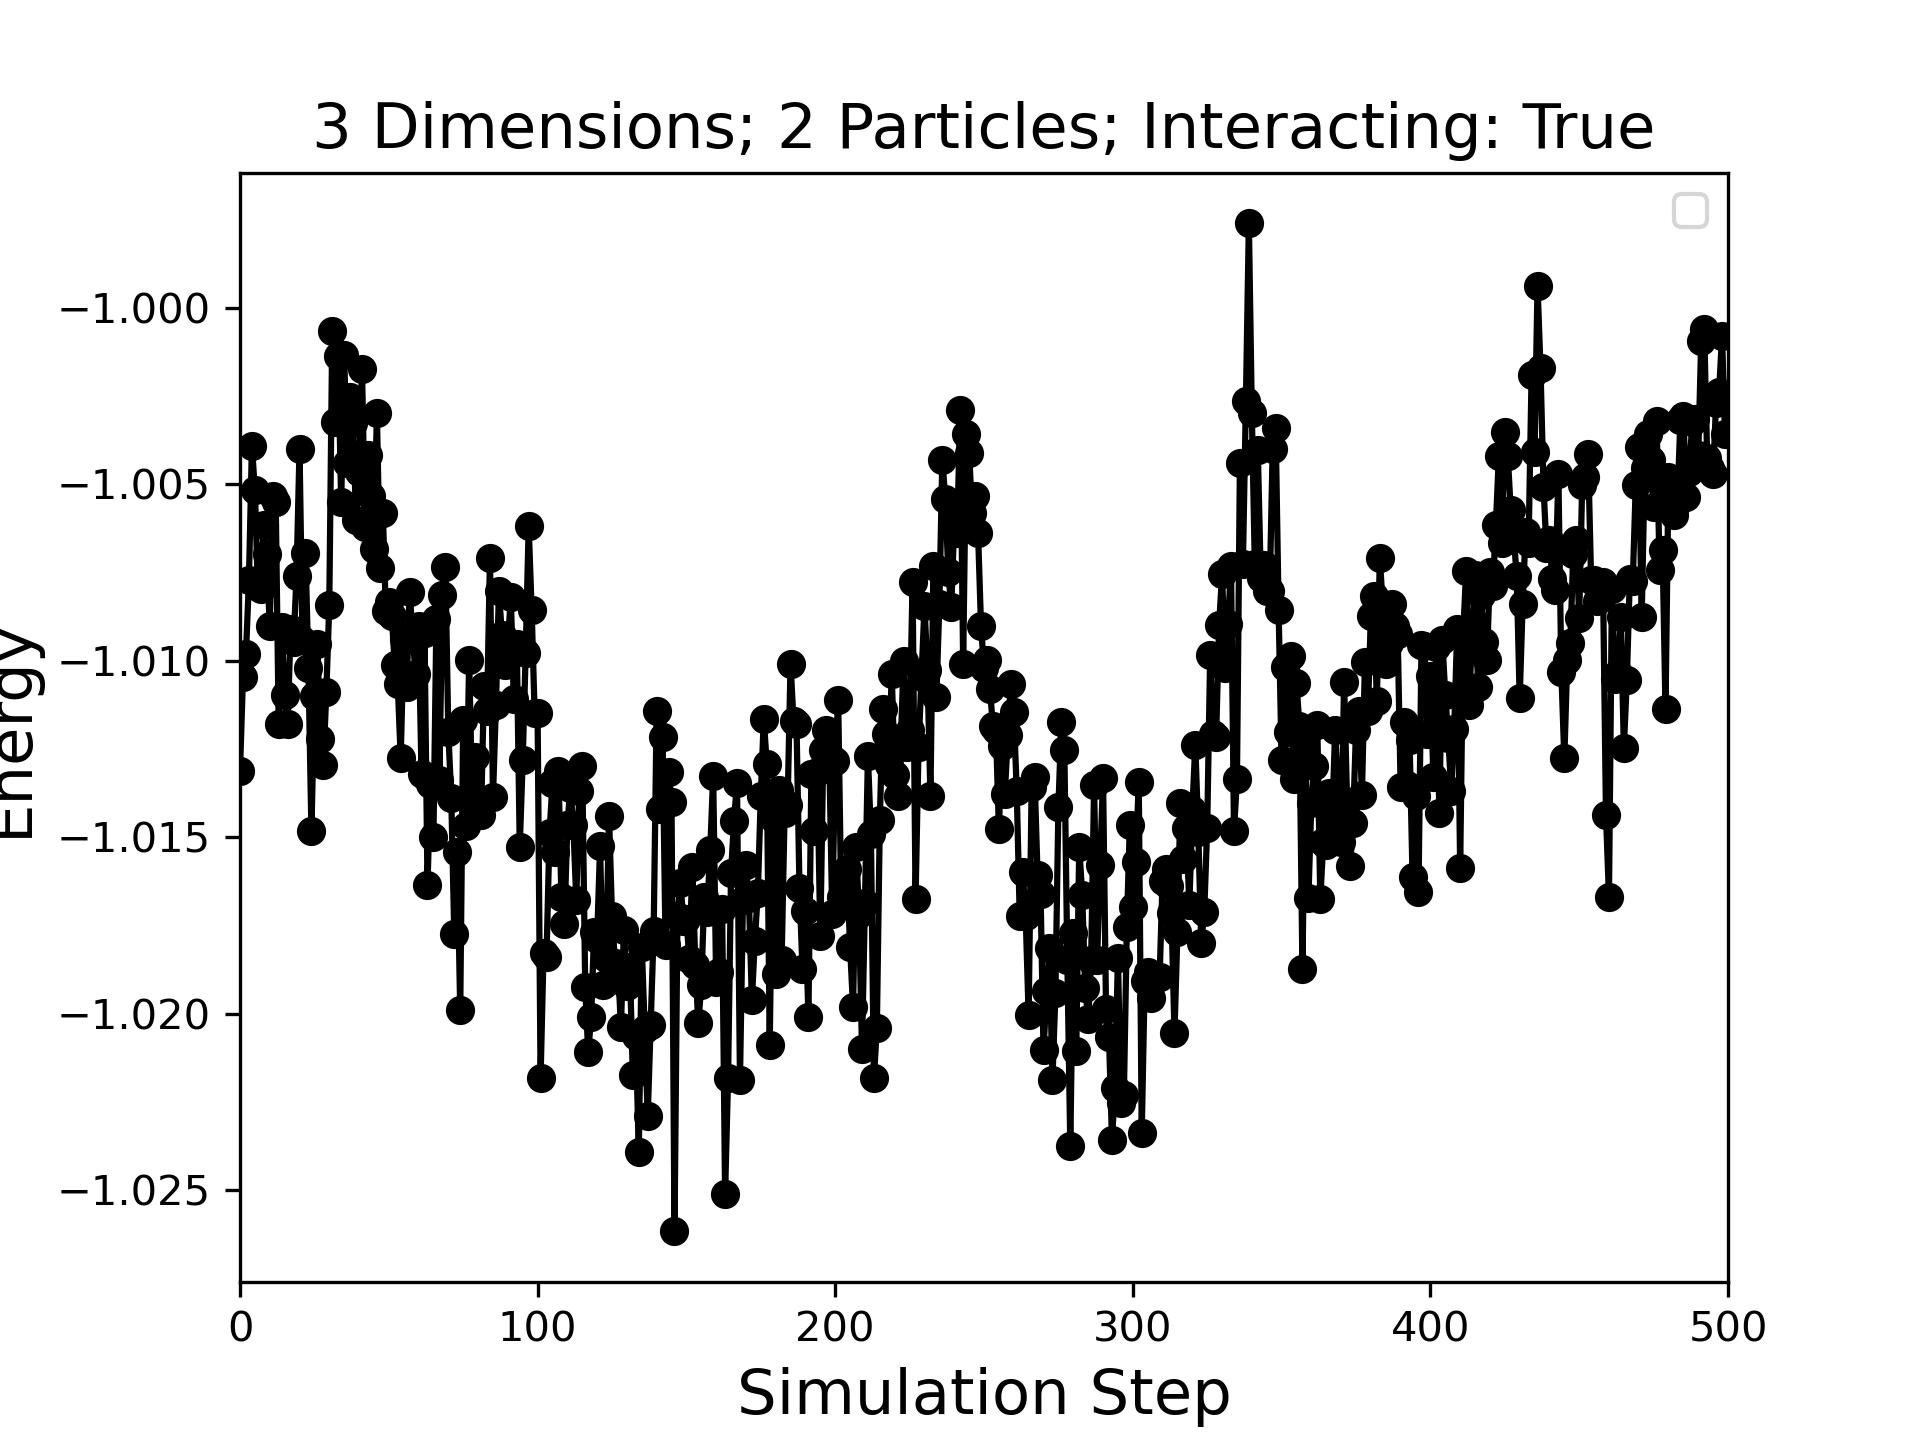 3 Dimensions; 2 Particles; Interacting: True
Energy
−1.000
−1.005
−1.010
−1.015
−1.020
−1.025
0 100 200 300 400 500
Simulation Step